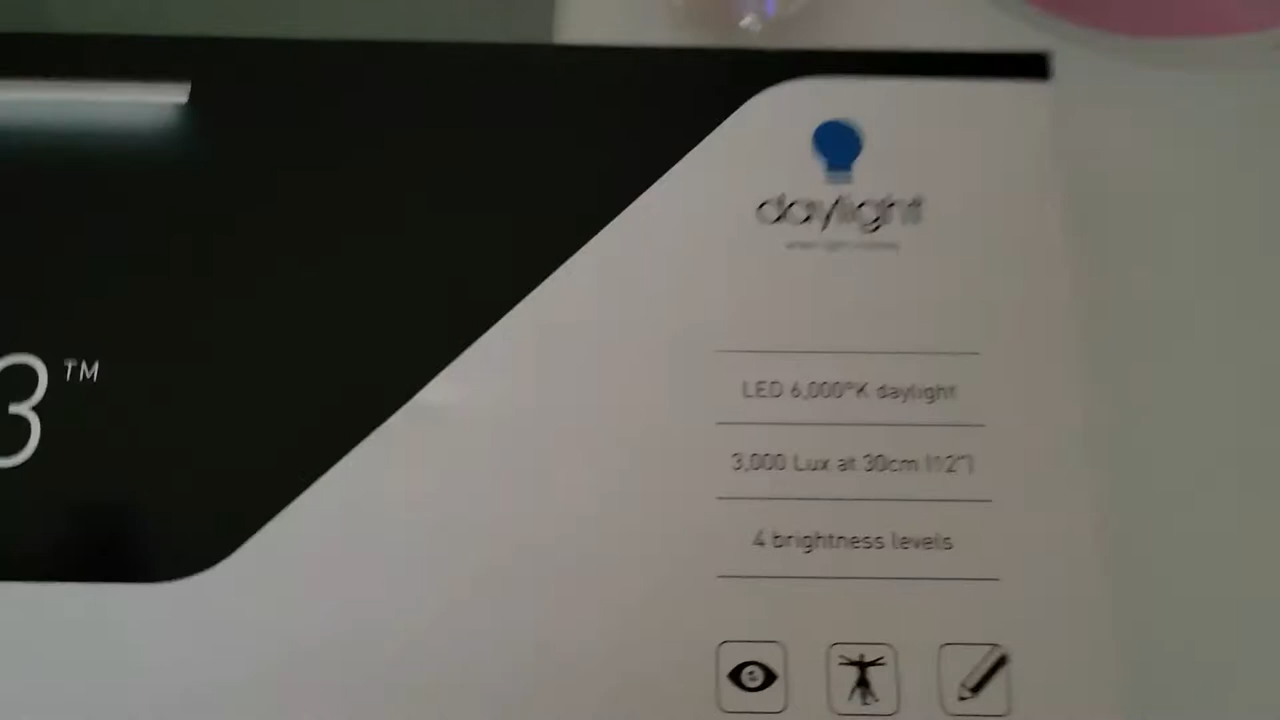 daylight
3™
LED 6,000°K daylight
3,000 Lux at 30cm (12")
4 brightness levels